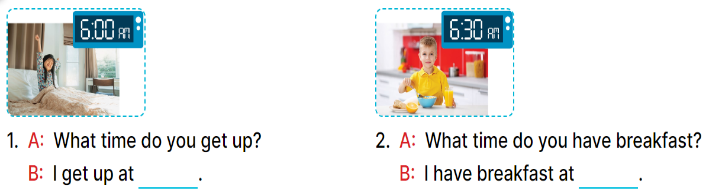 6:00 AM
6:30 AM
1. A: What time do you get up?
B: I get up at ______.
2. A: What time do you have breakfast?
B: I have breakfast at ______.